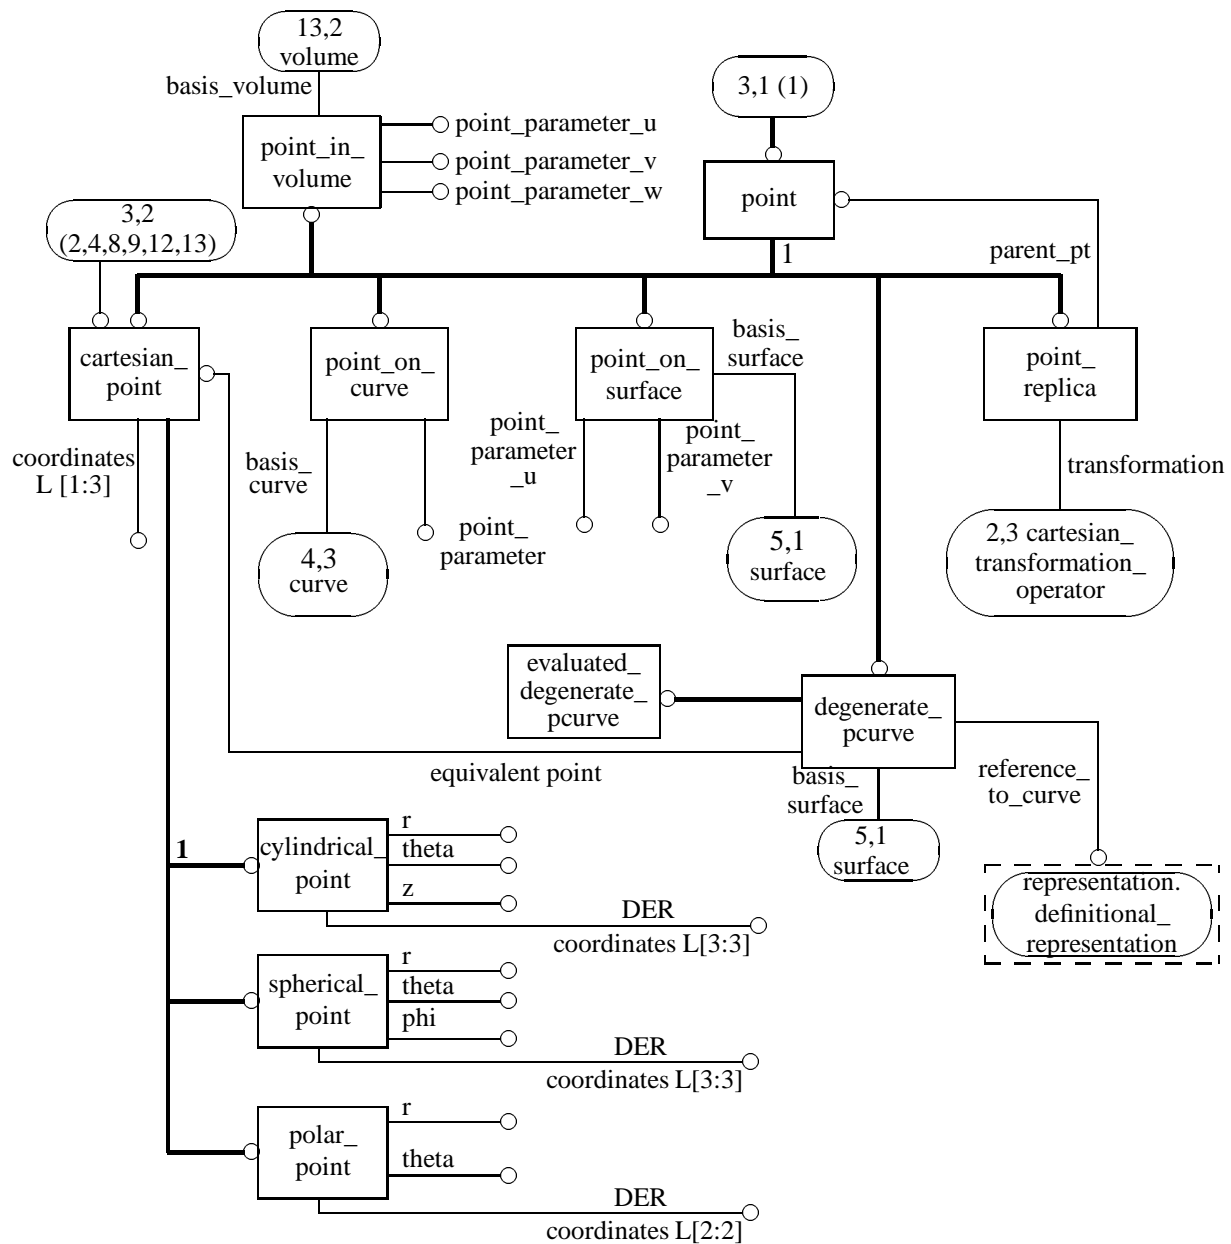 13,2
volume
basis_volume
point_in_
volume
point_parameter_u
point_parameter_v
point_parameter_w
3,1 (1)
point
1
parent_pt
3,2
(2,4,8,9,12,13)
cartesian_
point
point_on_
curve
point_on_
surface
basis_
surface
point_
replica
coordinates
L [1:3]
basis_
curve
point_
parameter
point_
parameter
_u
point_
parameter
_v
transformation
4,3
curve
5,1
surface
2,3 cartesian_
transformation_
operator
evaluated_
degenerate_
pcurve
degenerate_
pcurve
equivalent point
basis_
surface
reference_
to_curve
5,1
surface
representation.
definitional_
representation
1
cylindrical_
point
r
theta
z
DER
coordinates L[3:3]
spherical_
point
r
theta
phi
DER
coordinates L[3:3]
polar_
point
r
theta
DER
coordinates L[2:2]